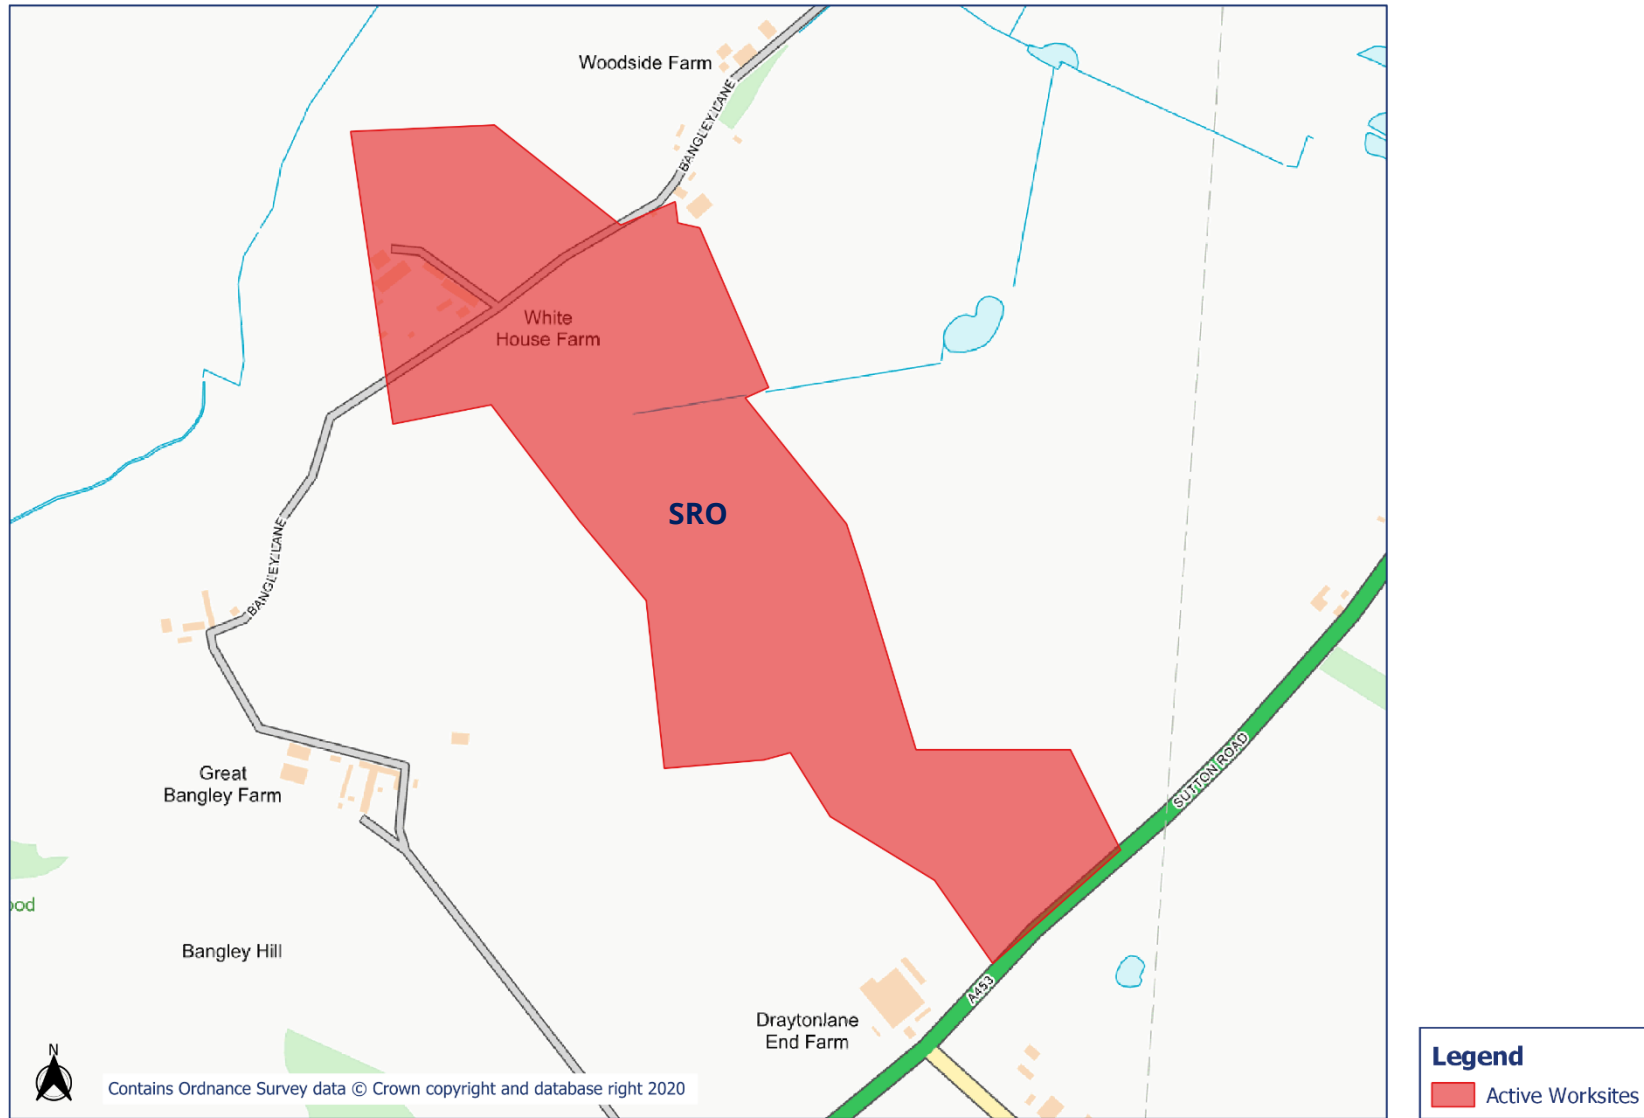 Woodside Farm
BANGLEY LANE
White
House Farm
SRO
BANGLEY LANE
SUTTON ROAD
Great
Bangley Farm
ood
Bangley Hill
A453
Draytonlane
End Farm
N
Contains Ordnance Survey data © Crown copyright and database right 2020
Legend
Active Worksites